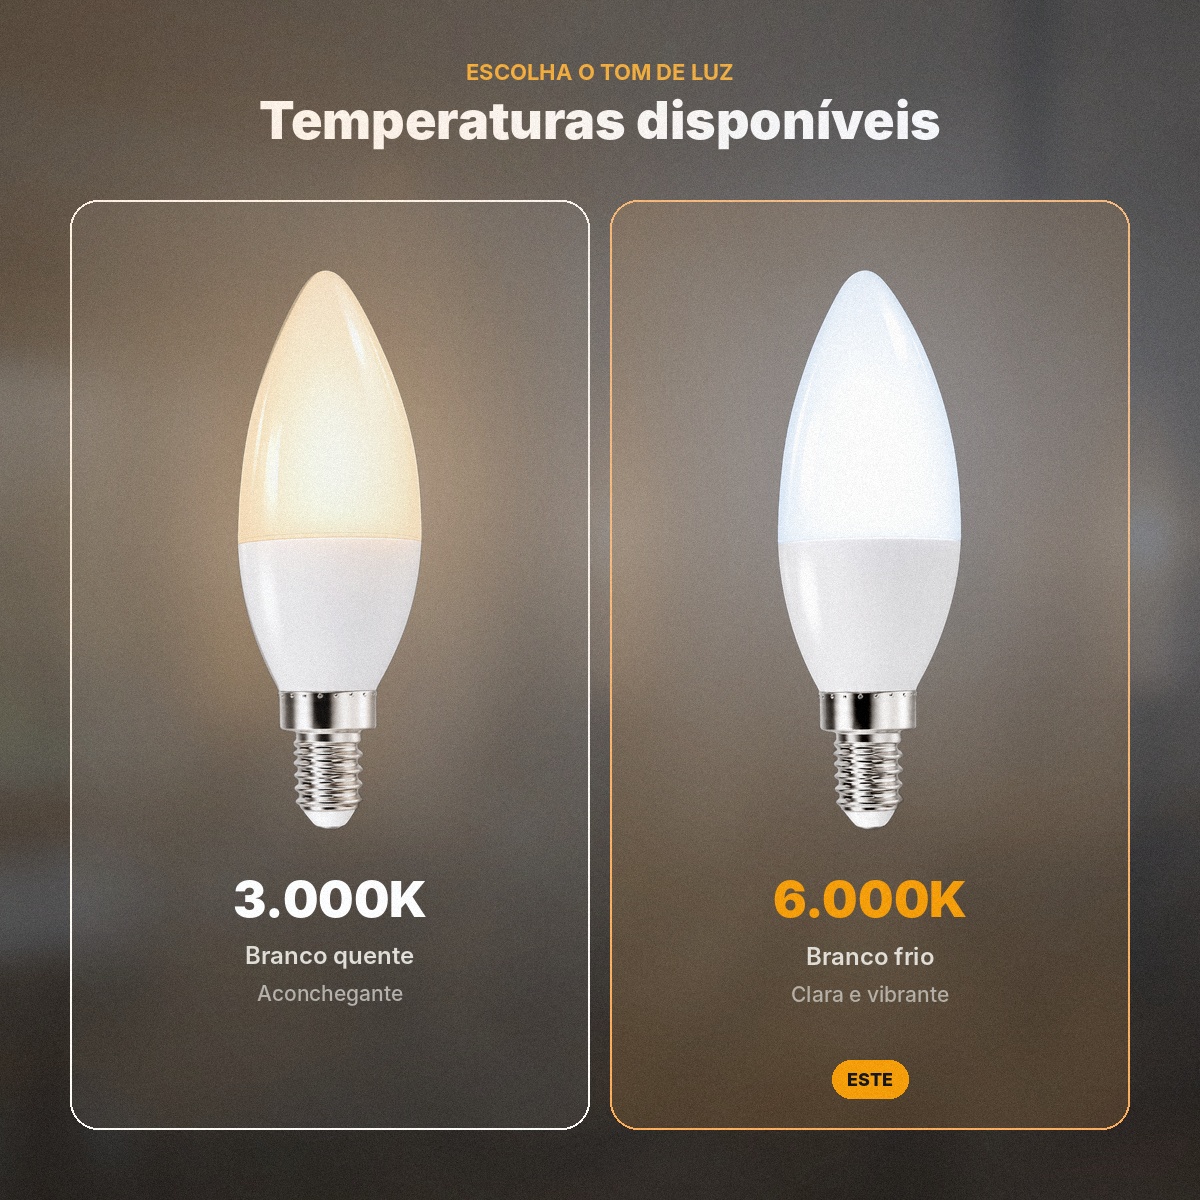 ESCOLHA O TOM DE LUZ
Temperaturas disponíveis
3.000K
Branco quente
Aconchegante
6.000K
Branco frio
Clara e vibrante
ESTE